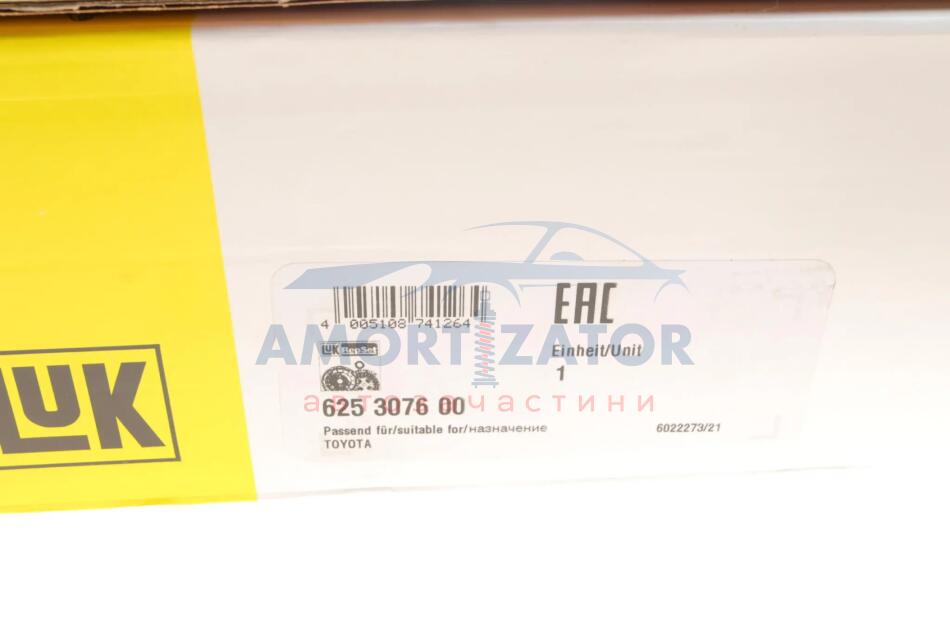 LUK
4 005108 741264
EAC
AMORTIZATOR
LUK RepSet
Einheit/Unit
1
автозачастини
625 3076 00
Passend für/suitable for/назначение
6022273/21
TOYOTA